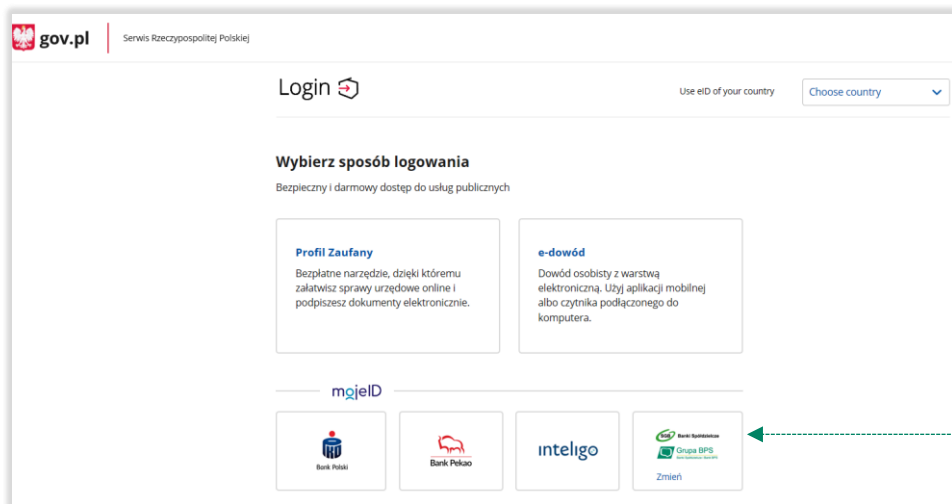 gov.pl
Serwis Rzeczypospolitej Polskiej
Login
Use eID of your country
Choose country
Wybierz sposób logowania
Bezpieczny i darmowy dostęp do usług publicznych
Profil Zaufany
Bezpłatne narzędzie, dzięki któremu
załatwisz sprawy urzędowe online i
podpiszesz dokumenty elektronicznie.
e-dowód
Dowód osobisty z warstwą
elektroniczną. Użyj aplikacji mobilnej
albo czytnika podłączonego do
komputera.
mojeID
Bank Polski
Bank Pekao
inteligo
SGB Banki Spółdzielcze
Grupa BPS
Zmień